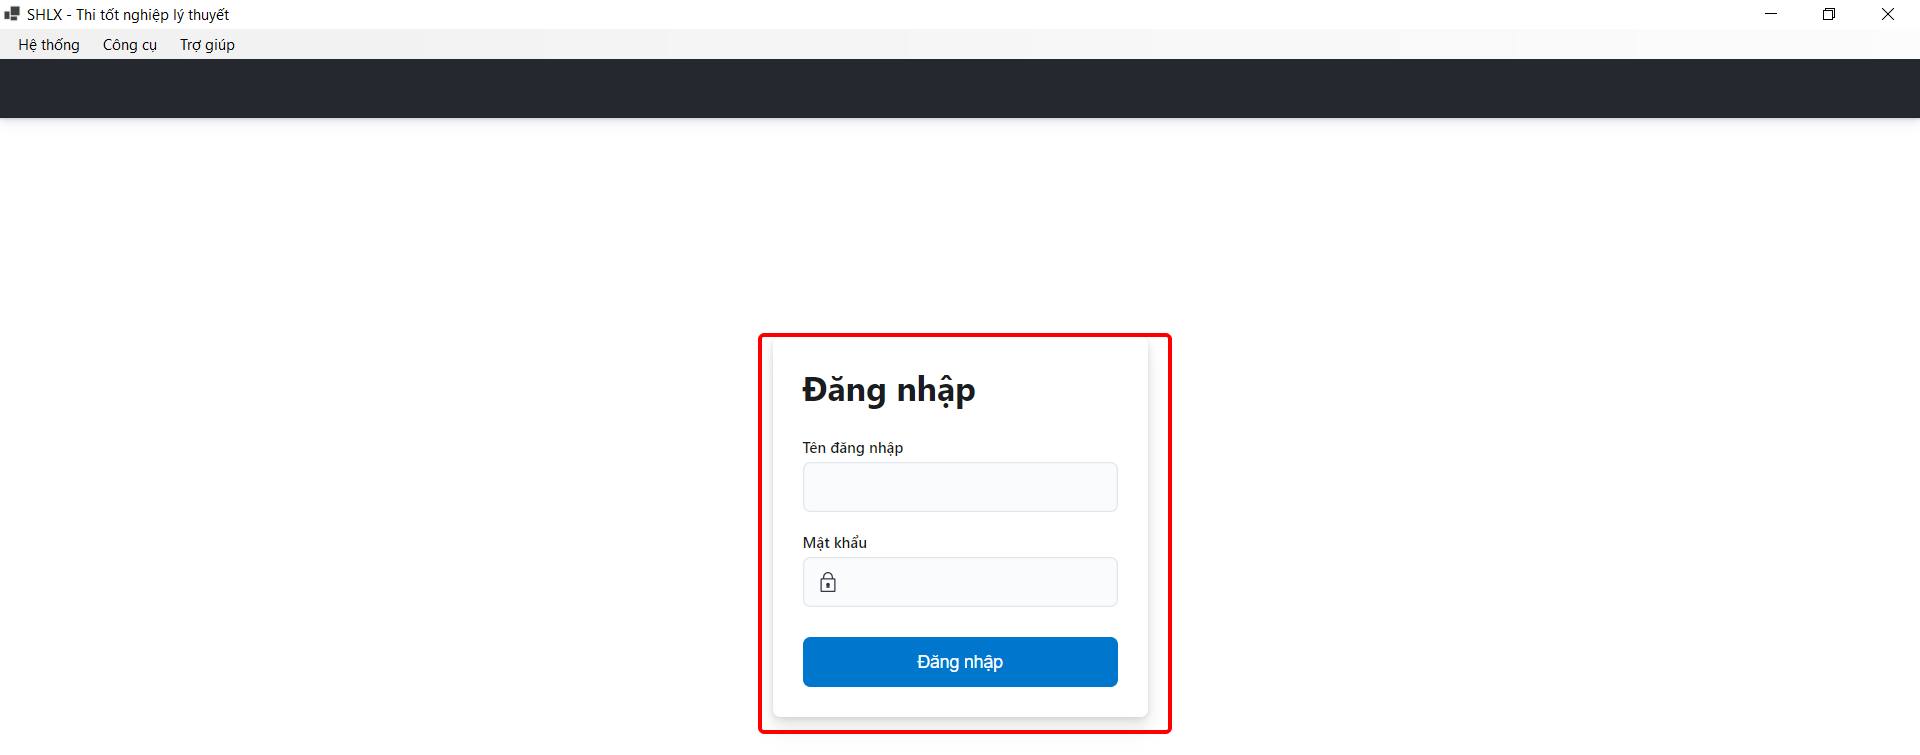 SHLX - Thi tốt nghiệp lý thuyết
Hệ thống Công cụ Trợ giúp
Đăng nhập
Tên đăng nhập
Mật khẩu
Đăng nhập